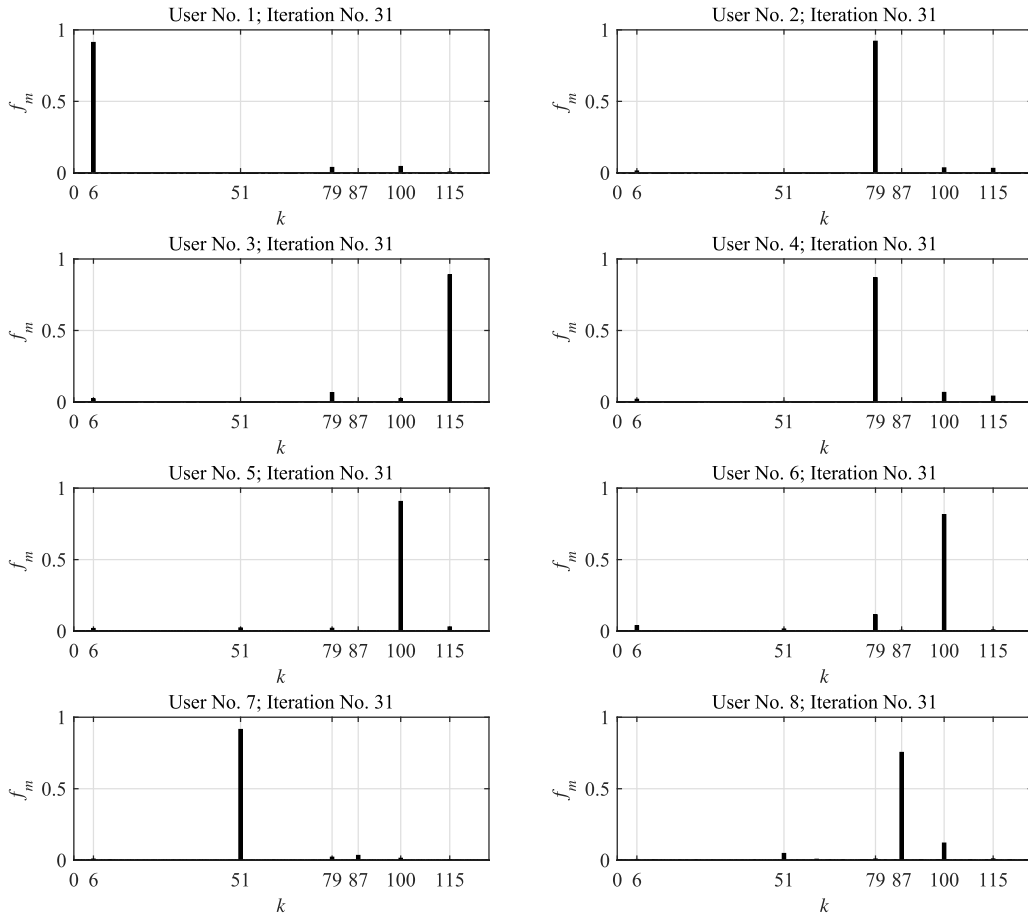 User No. 1; Iteration No. 31
1
0.5
0
f_m
0 6 51 79 87 100 115
k
User No. 2; Iteration No. 31
1
0.5
0
f_m
0 6 51 79 87 100 115
k
User No. 3; Iteration No. 31
1
0.5
0
f_m
0 6 51 79 87 100 115
k
User No. 4; Iteration No. 31
1
0.5
0
f_m
0 6 51 79 87 100 115
k
User No. 5; Iteration No. 31
1
0.5
0
f_m
0 6 51 79 87 100 115
k
User No. 6; Iteration No. 31
1
0.5
0
f_m
0 6 51 79 87 100 115
k
User No. 7; Iteration No. 31
1
0.5
0
f_m
0 6 51 79 87 100 115
k
User No. 8; Iteration No. 31
1
0.5
0
f_m
0 6 51 79 87 100 115
k